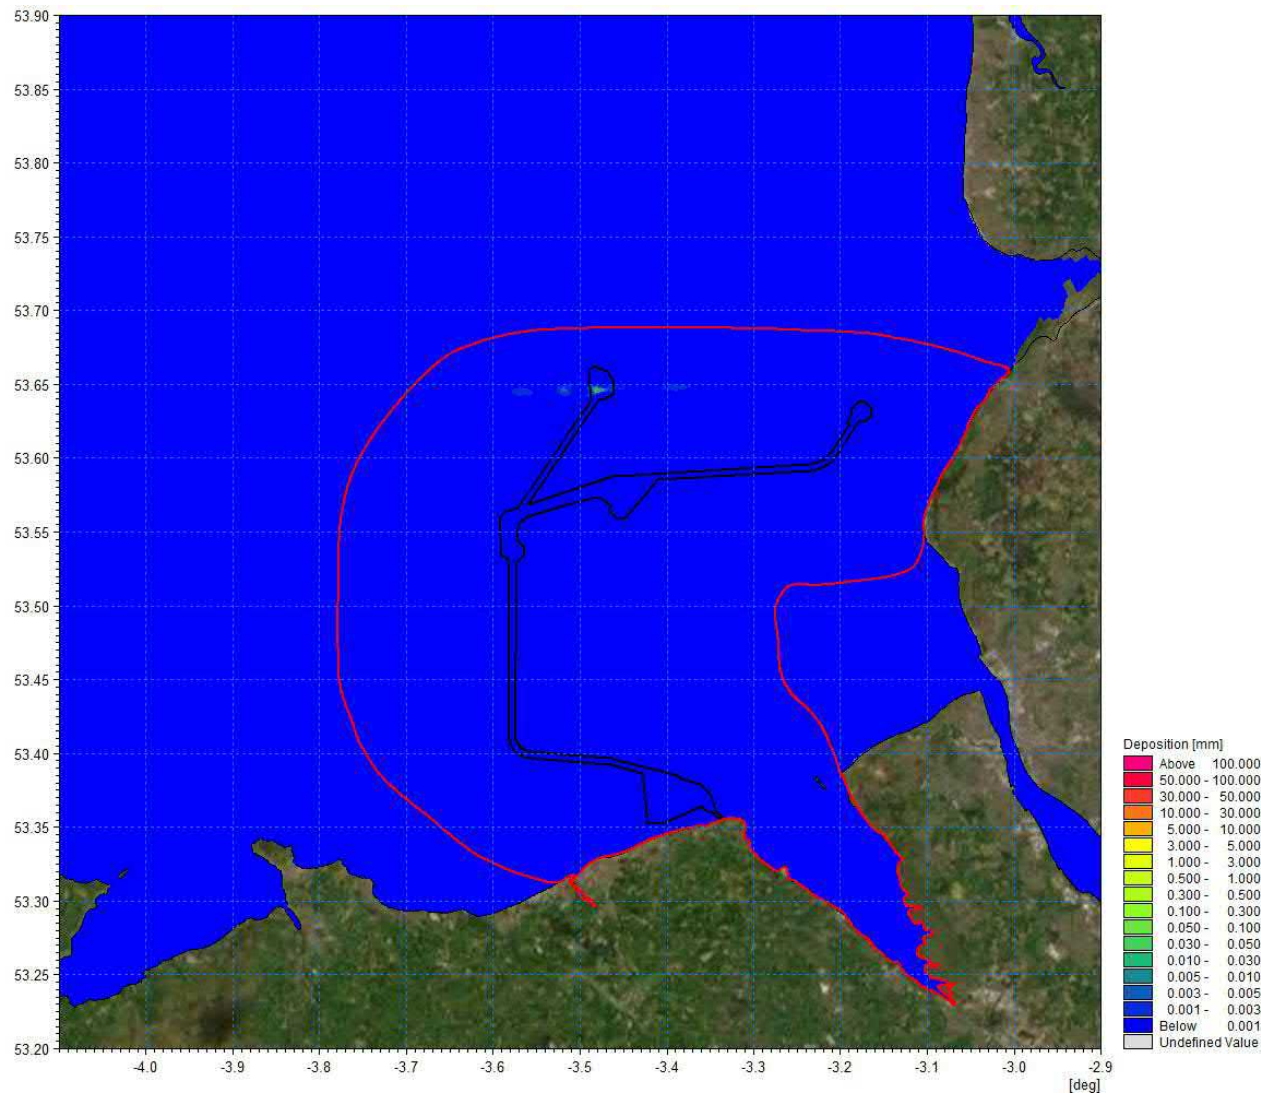 53.90
53.85
53.80
53.75
53.70
53.65
53.60
53.55
53.50
53.45
53.40
53.35
53.30
53.25
53.20
-4.0 -3.9 -3.8 -3.7 -3.6 -3.5 -3.4 -3.3 -3.2 -3.1 -3.0 -2.9
[deg]
Deposition [mm]
Above 100.000
50.000 - 100.000
30.000 - 50.000
10.000 - 30.000
5.000 - 10.000
3.000 - 5.000
1.000 - 3.000
0.500 - 1.000
0.300 - 0.500
0.100 - 0.300
0.050 - 0.100
0.030 - 0.050
0.010 - 0.030
0.005 - 0.010
0.003 - 0.005
0.001 - 0.003
Below 0.001
Undefined Value